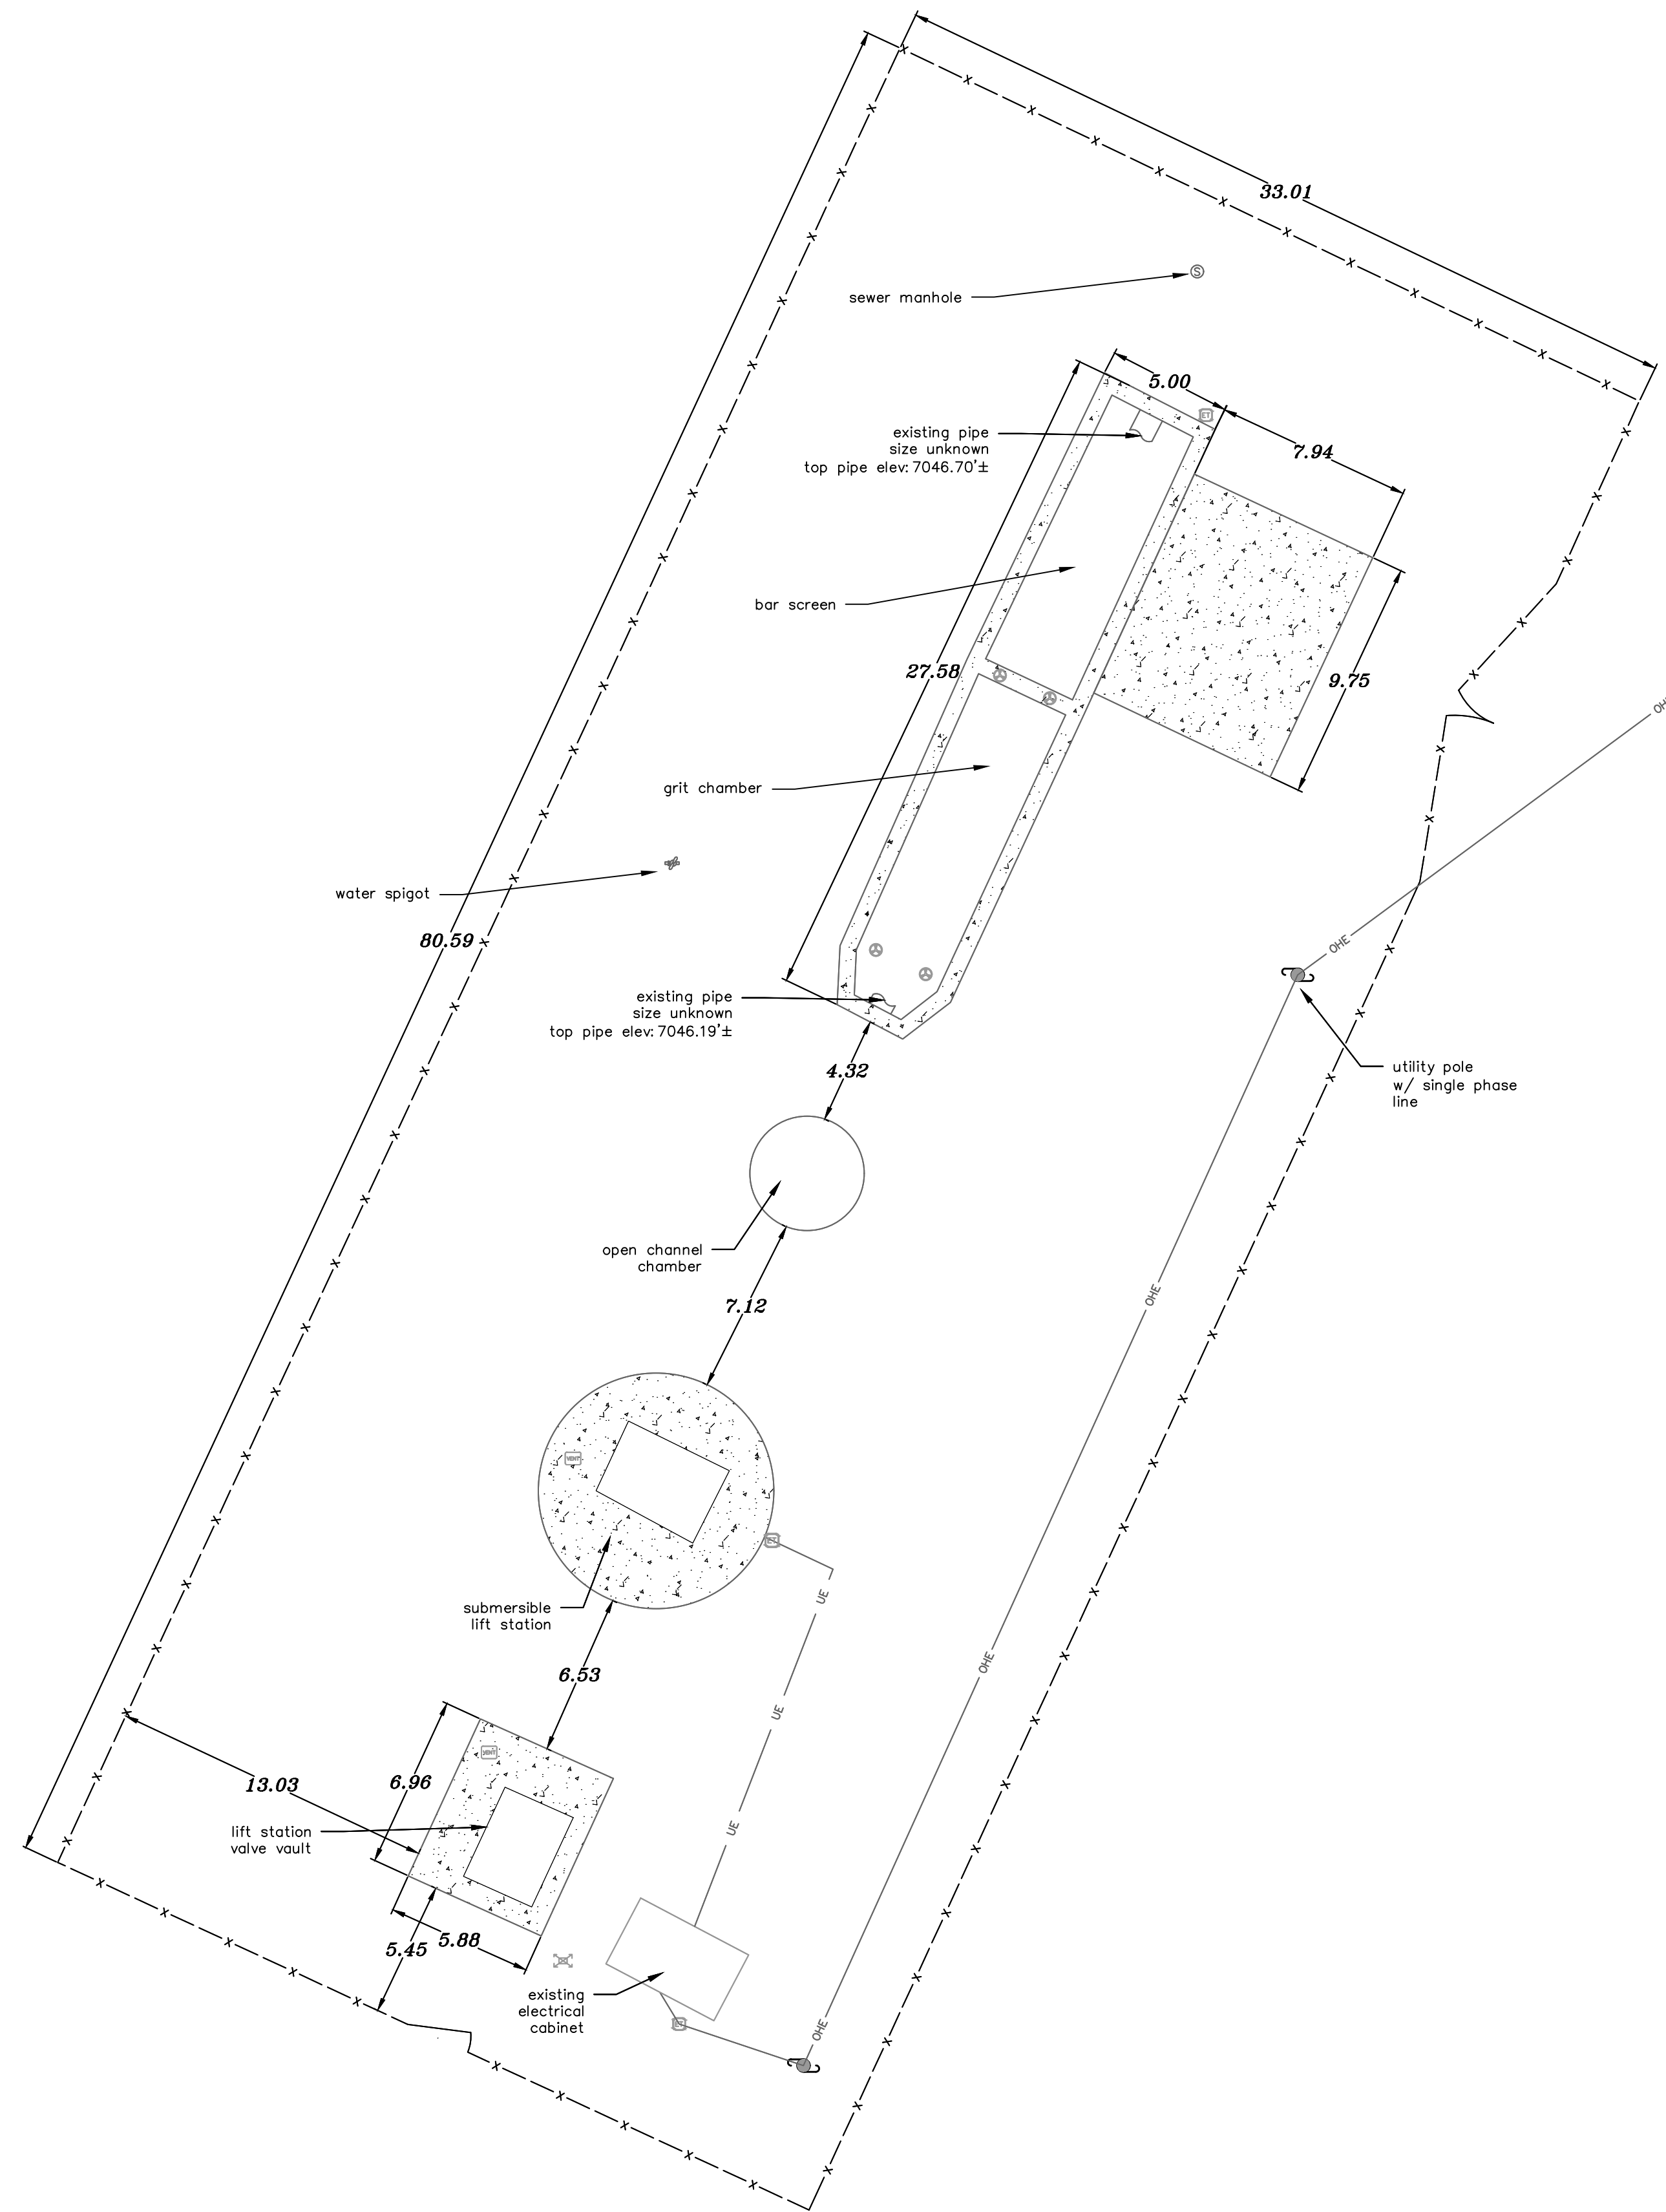 33.01
S
sewer manhole
5.00
ET
existing pipe
size unknown
top pipe elev: 7046.70'±
7.94
bar screen
27.58
9.75
OH
grit chamber
water spigot
80.59
OHE
existing pipe
size unknown
top pipe elev: 7046.19'±
4.32
utility pole
w/ single phase
line
open channel
chamber
OHE
7.12
VENT
submersible
lift station
UE
6.53
OHE
UE
VENT
13.03
6.96
lift station
valve vault
UE
5.88
5.45
existing
electrical
cabinet
OHE